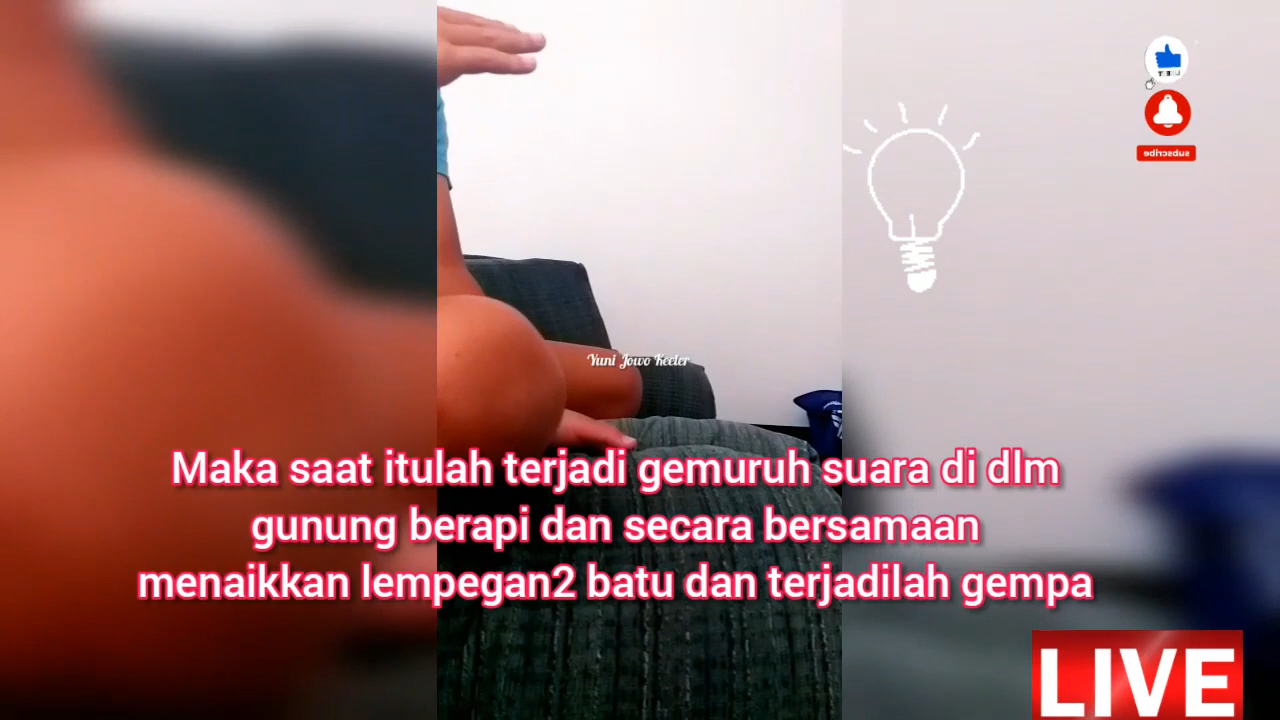 LIKE
subscribe
Yuni Jowo Keeler
Maka saat itulah terjadi gemuruh suara di dlm
gunung berapi dan secara bersamaan
menaikkan lempegan2 batu dan terjadilah gempa
LIVE